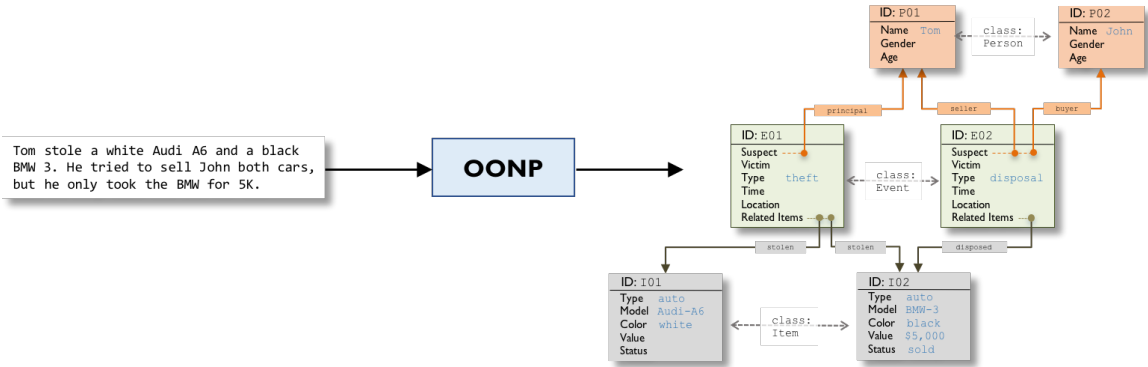 ID: P01
Name Tom
Gender
Age
class:
Person
ID: P02
Name John
Gender
Age
principal
seller
buyer
Tom stole a white Audi A6 and a black
BMW 3. He tried to sell John both cars,
but he only took the BMW for 5K.
OONP
ID: E01
Suspect
Victim
Type theft
Time
Location
Related Items
class:
Event
ID: E02
Suspect
Victim
Type disposal
Time
Location
Related Items
stolen
stolen
disposed
ID: I01
Type auto
Model Audi-A6
Color white
Value
Status
class:
Item
ID: I02
Type auto
Model BMW-3
Color black
Value $5,000
Status sold